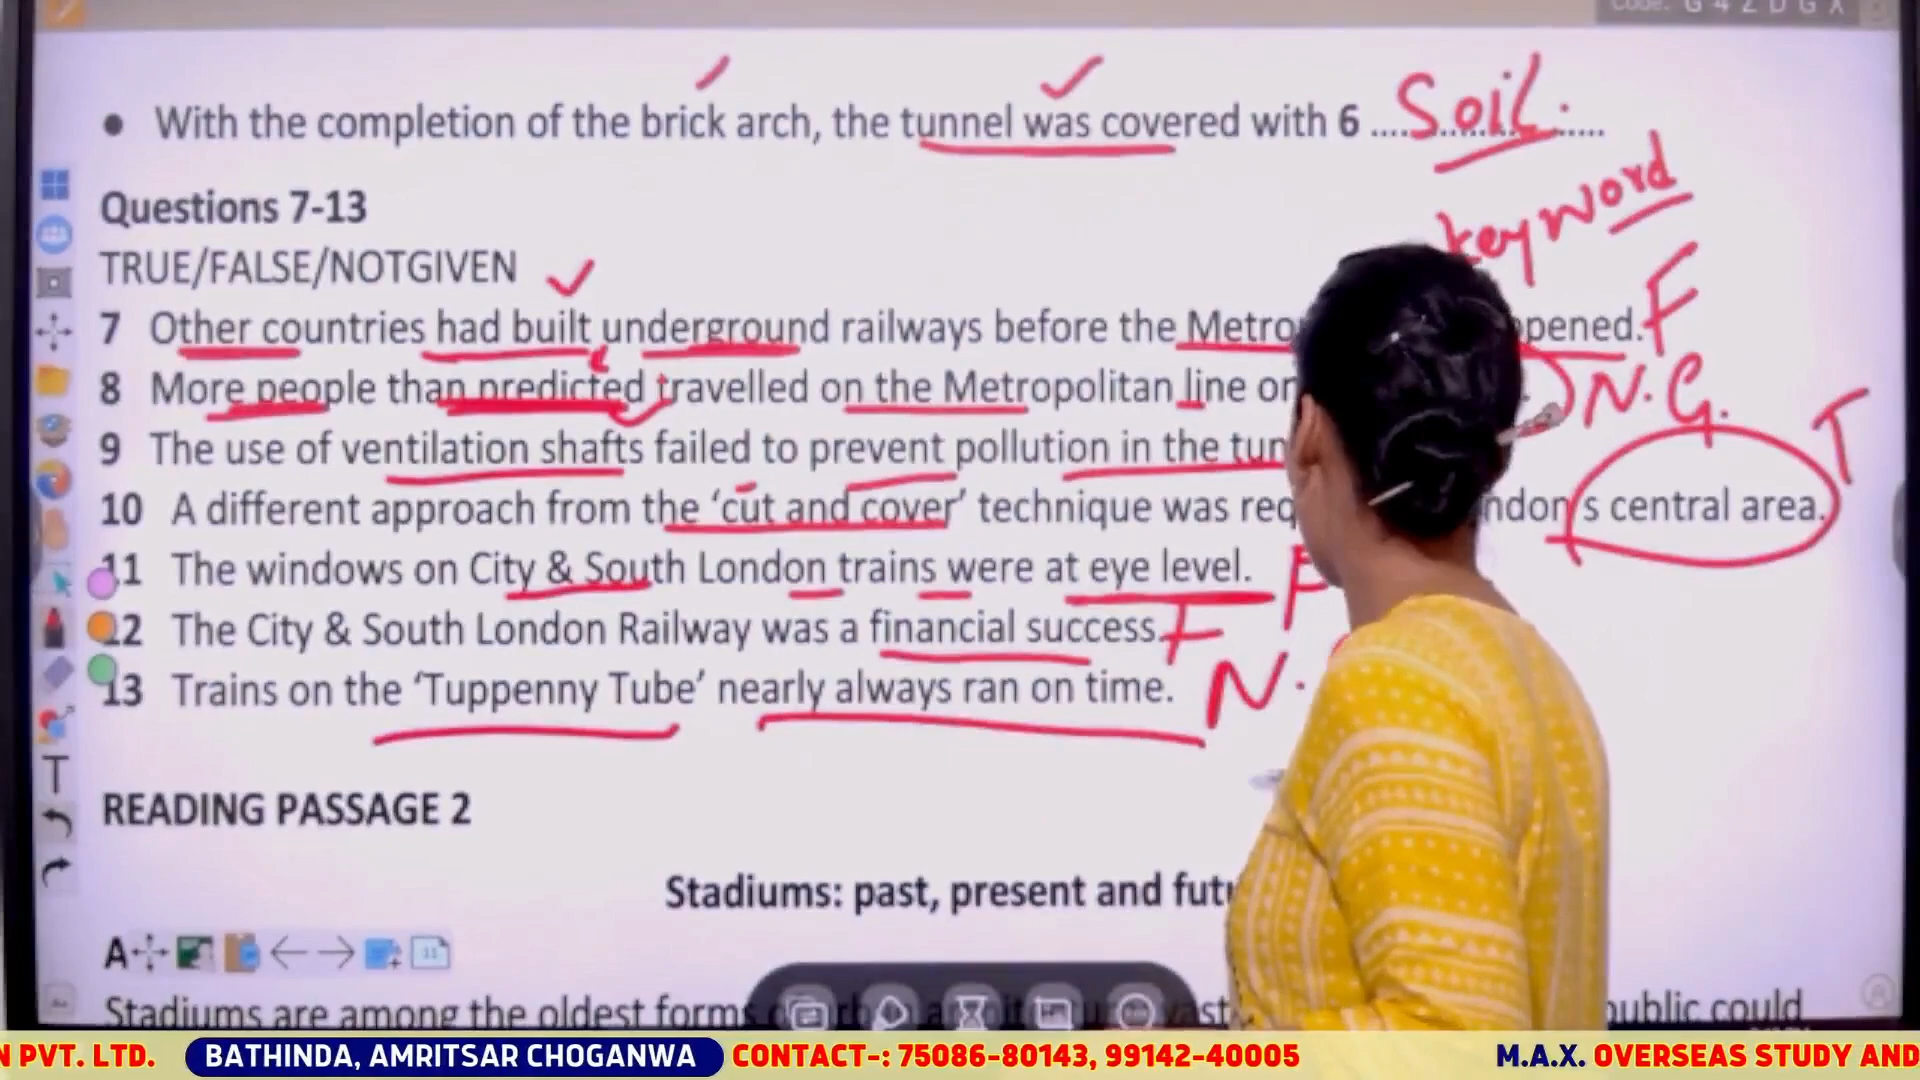 Code: G 4 Z D G X
With the completion of the brick arch, the tunnel was covered with 6 ........ Soil.
Questions 7-13
keyword
TRUE/FALSE/NOTGIVEN
7 Other countries had built underground railways before the Metro pened. F
8 More people than predicted travelled on the Metropolitan line on N.G.
9 The use of ventilation shafts failed to prevent pollution in the tun
10 A different approach from the ‘cut and cover’ technique was req ndon's central area. T
11 The windows on City & South London trains were at eye level. F
12 The City & South London Railway was a financial success. F
13 Trains on the ‘Tuppenny Tube’ nearly always ran on time. N.
READING PASSAGE 2
Stadiums: past, present and futu
A
Stadiums are among the oldest forms vast public could
N PVT. LTD. BATHINDA, AMRITSAR CHOGANWA CONTACT-: 75086-80143, 99142-40005 M.A.X. OVERSEAS STUDY AND